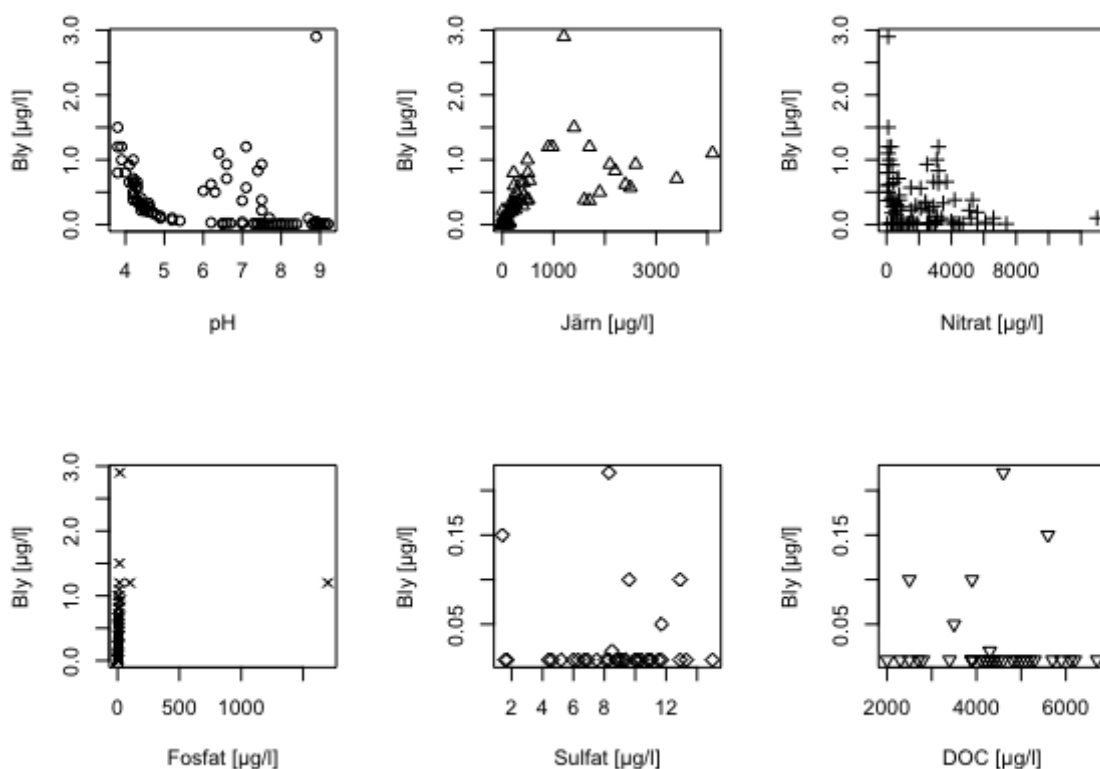 Bly [µg/l]
0.0 1.0 2.0 3.0
4 5 6 7 8 9
pH
Bly [µg/l]
0.0 1.0 2.0 3.0
0 1000 3000
Järn [µg/l]
Bly [µg/l]
0.0 1.0 2.0 3.0
0 4000 8000
Nitrat [µg/l]
Bly [µg/l]
0.0 1.0 2.0 3.0
0 500 1000
Fosfat [µg/l]
Bly [µg/l]
0.05 0.15
2 4 6 8 12
Sulfat [µg/l]
Bly [µg/l]
0.05 0.15
2000 4000 6000
DOC [µg/l]